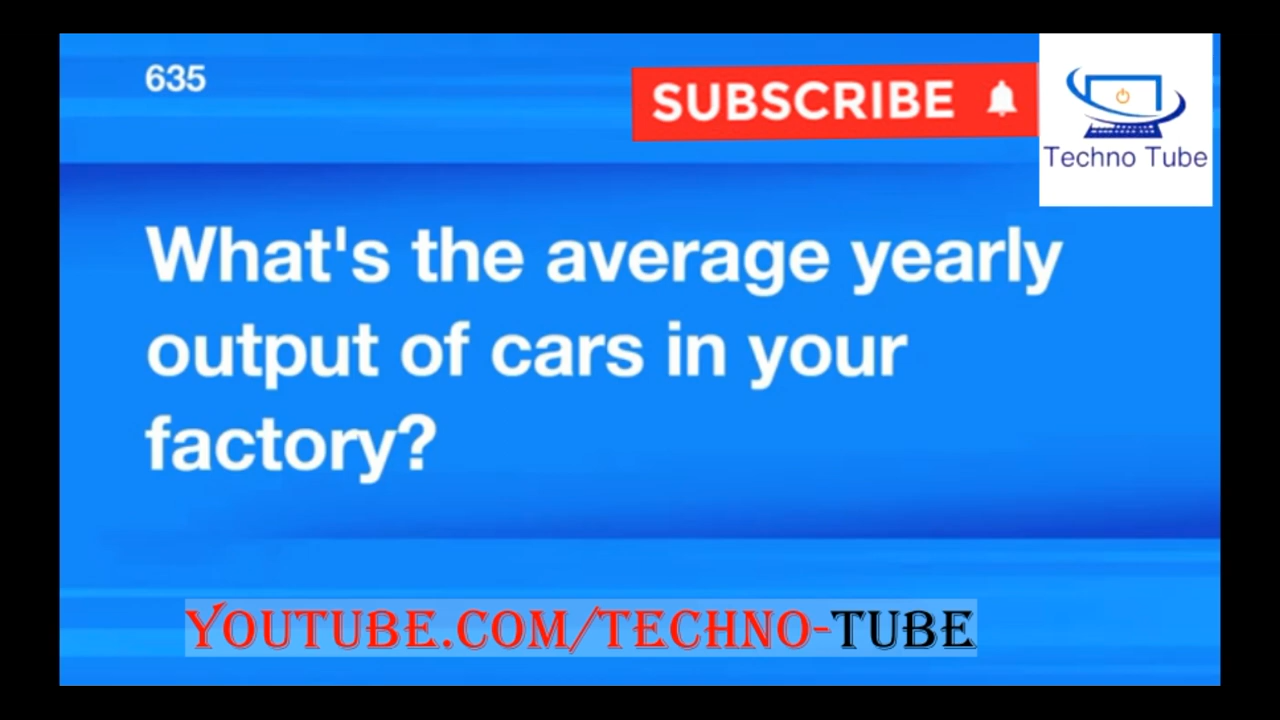 635
SUBSCRIBE
Techno Tube
What's the average yearly
output of cars in your
factory?
YOUTUBE.COM/TECHNO-TUBE